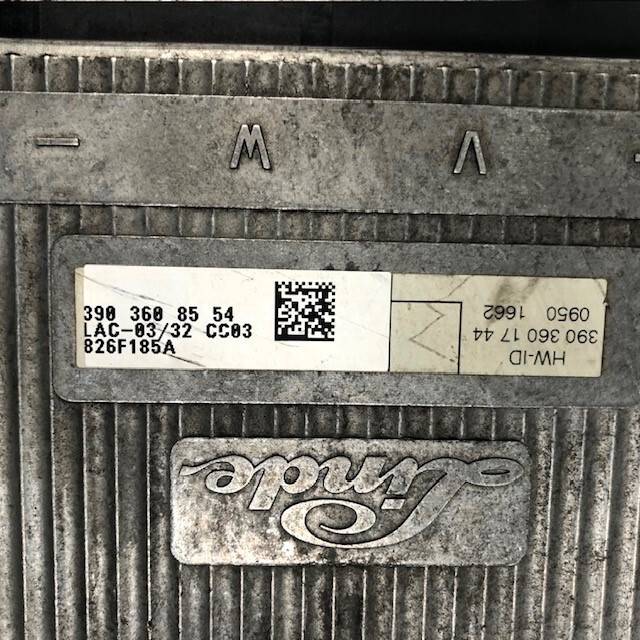 - W V -
390 360 85 54
LAC-03/32 CC03
826F185A
HW-ID
390 360 17 44
0950 1662
Linde